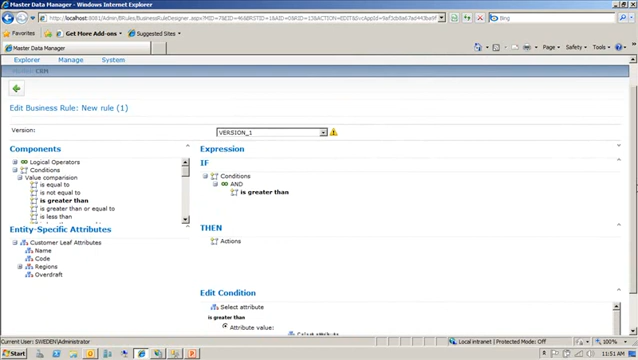 Master Data Manager - Windows Internet Explorer
Bing
Favorites
Get More Add-ons
Suggested Sites
Master Data Manager
Page
Safety
Tools
Explorer
Manage
System
CRM
Edit Business Rule: New rule (1)
Version:
VERSION_1
Components
Logical Operators
Conditions
Value comparision
is equal to
is not equal to
is greater than
is greater than or equal to
is less than
Entity-Specific Attributes
Customer Leaf Attributes
Name
Code
Regions
Overdraft
Expression
IF
Conditions
AND
is greater than
THEN
Actions
Edit Condition
Select attribute
is greater than
Attribute value:
Select attribute
Current User: SWEDEN\Administrator
Local intranet | Protected Mode: Off
100%
Start
11:51 AM